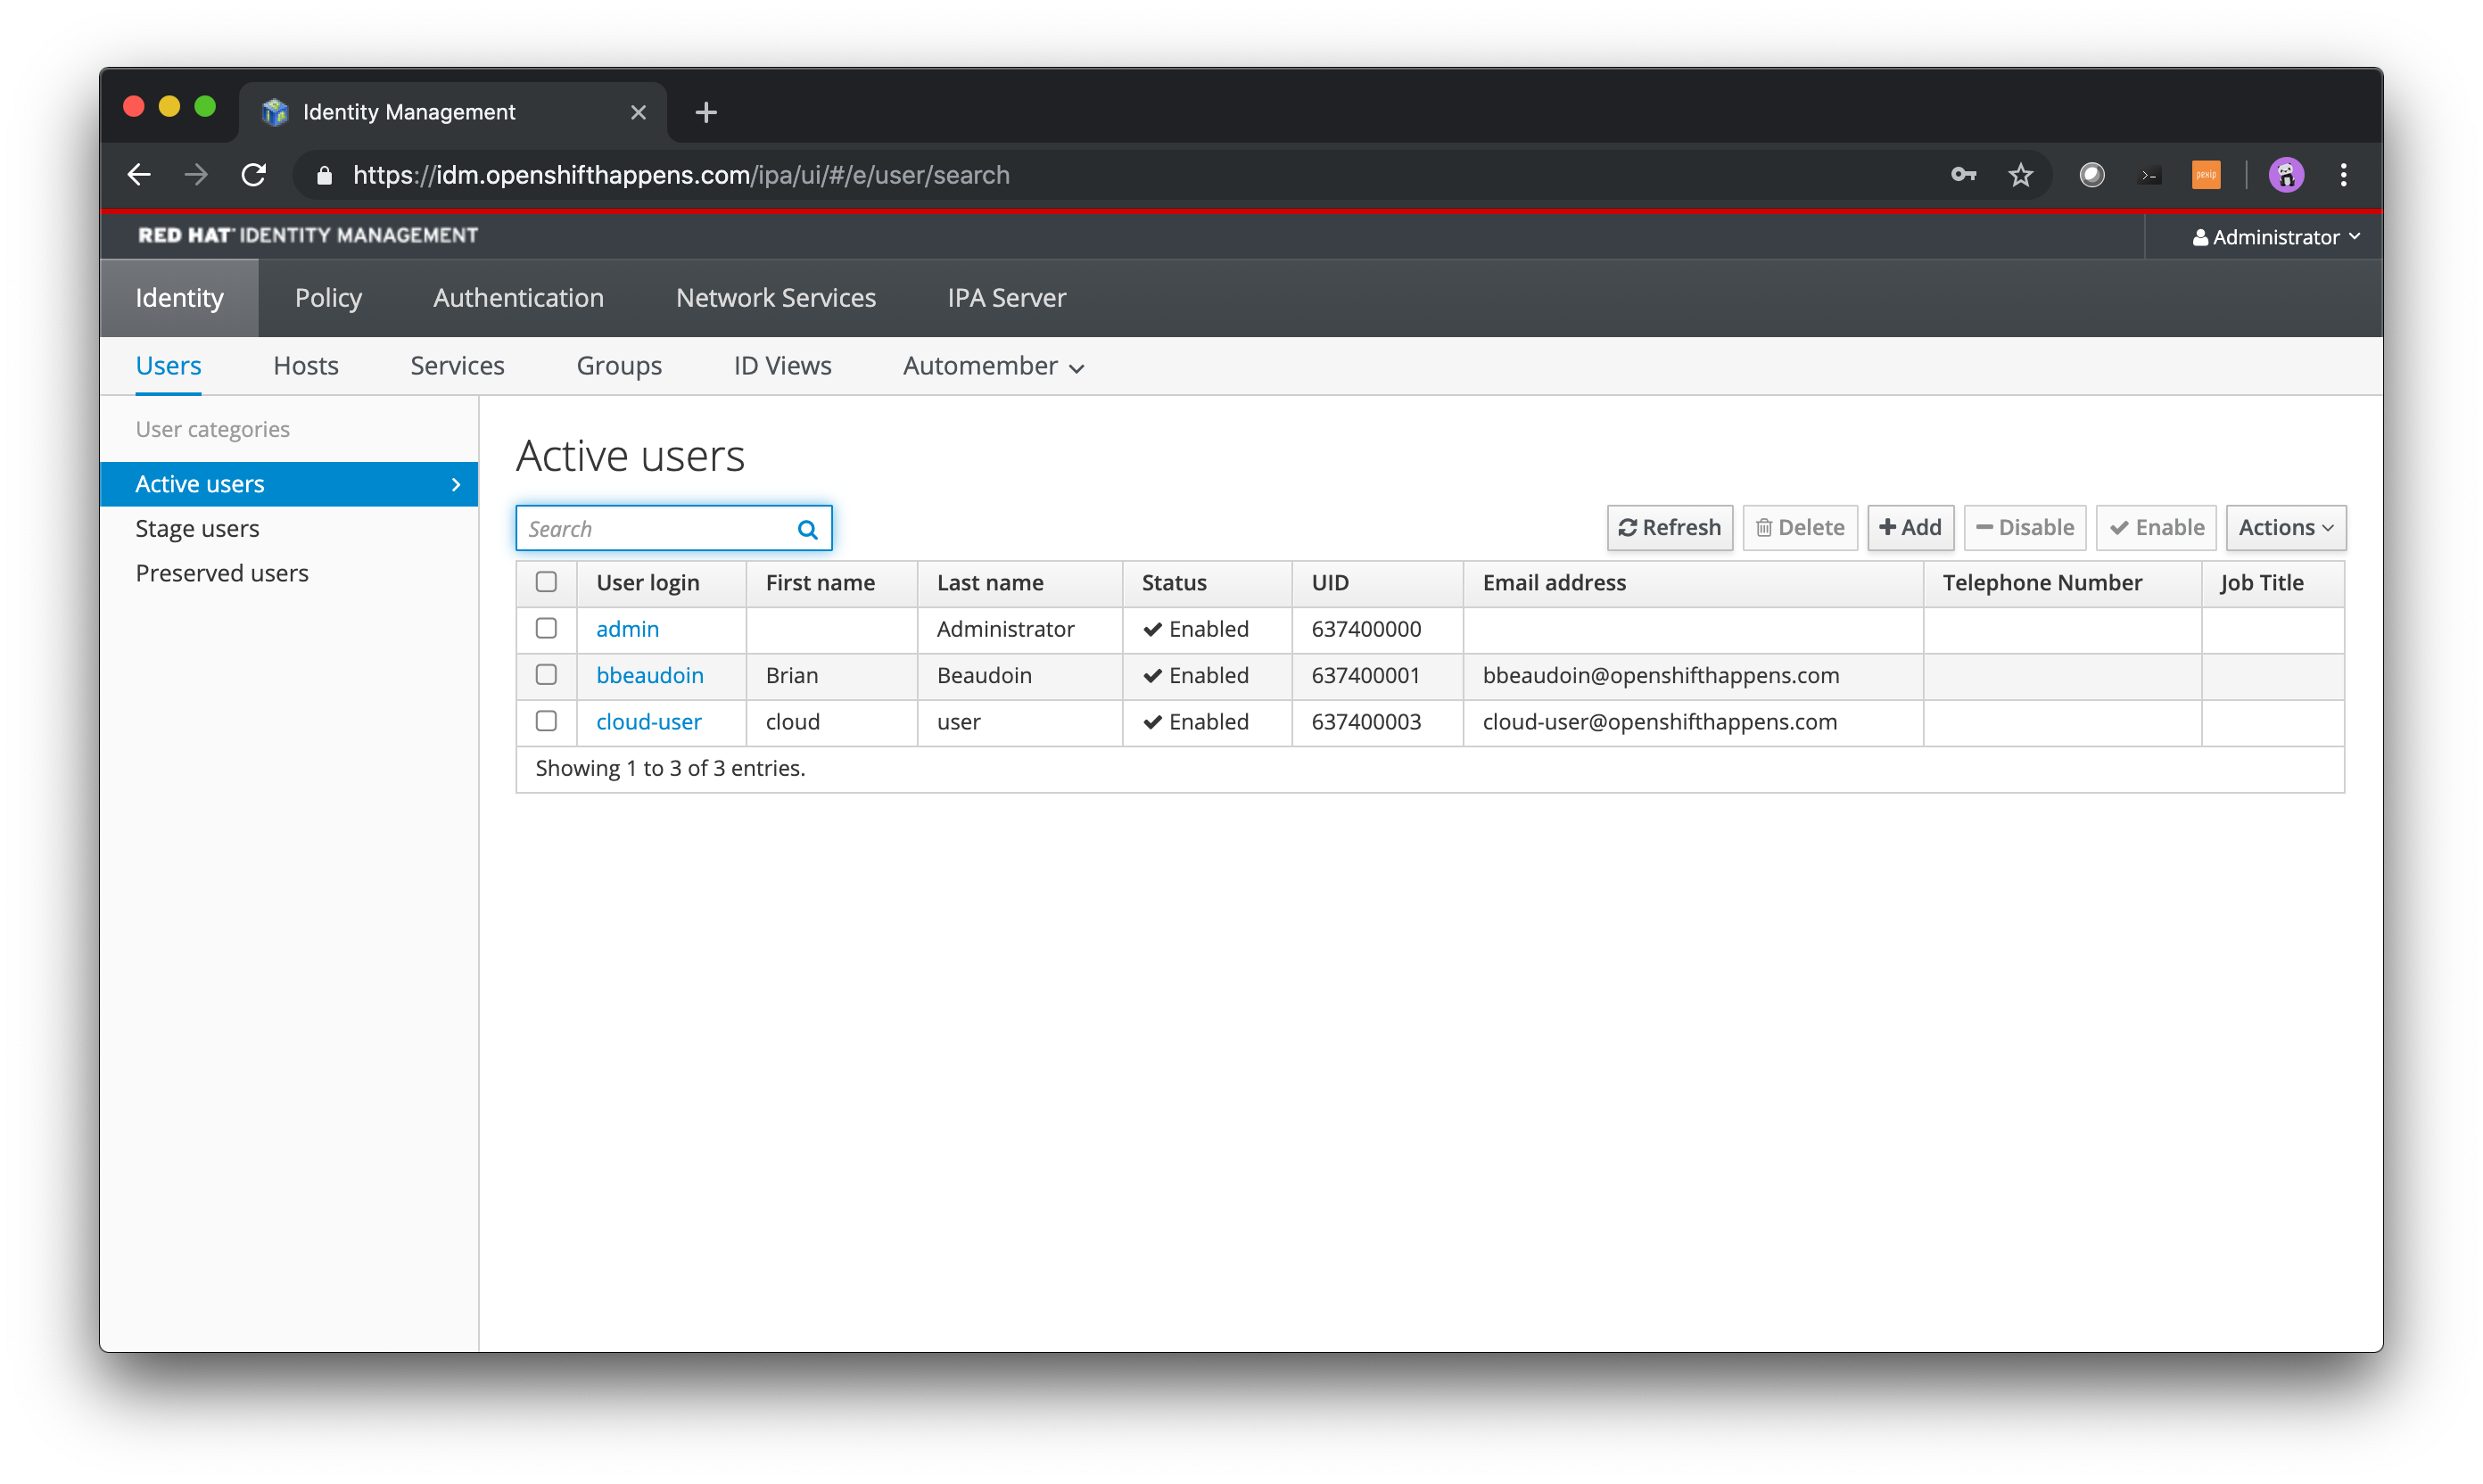 Identity Management
https://idm.openshifthappens.com/ipa/ui/#/e/user/search
pexip
RED HAT IDENTITY MANAGEMENT
Administrator
Identity Policy Authentication Network Services IPA Server
Users Hosts Services Groups ID Views Automember
User categories
Active users
Stage users
Preserved users
Active users
Search
Refresh Delete Add Disable Enable Actions
User login First name Last name Status UID Email address Telephone Number Job Title
admin Administrator Enabled 637400000
bbeaudoin Brian Beaudoin Enabled 637400001 bbeaudoin@openshifthappens.com
cloud-user cloud user Enabled 637400003 cloud-user@openshifthappens.com
Showing 1 to 3 of 3 entries.